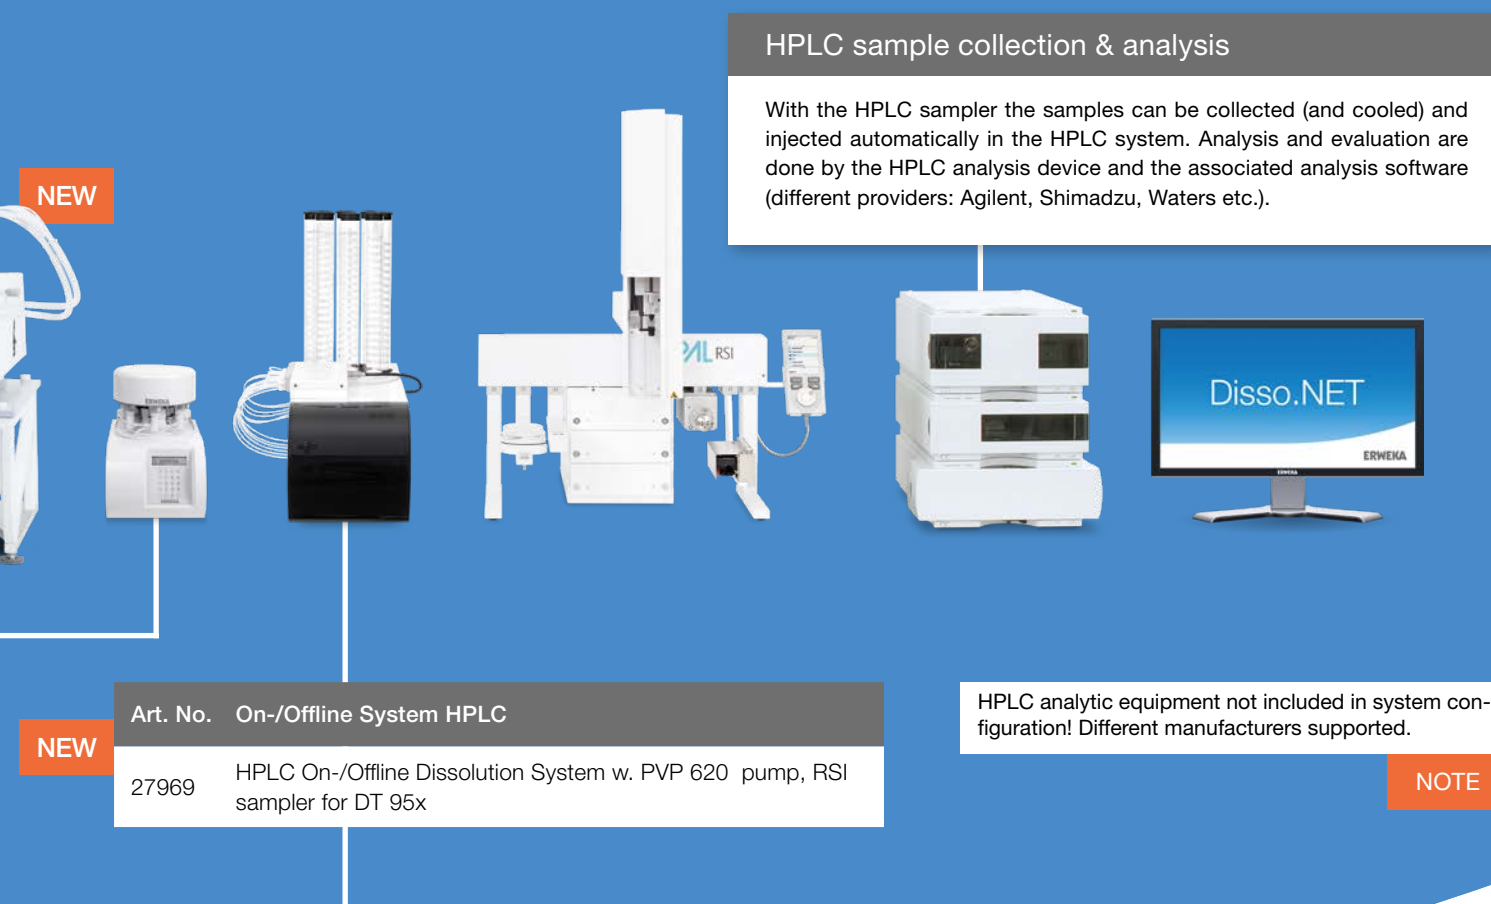 HPLC sample collection & analysis
With the HPLC sampler the samples can be collected (and cooled) and
injected automatically in the HPLC system. Analysis and evaluation are
done by the HPLC analysis device and the associated analysis software
(different providers: Agilent, Shimadzu, Waters etc.).
NEW
PAL RSI
ERWEKA
Disso.NET
ERWEKA
ERWEKA
NEW
Art. No. On-/Offline System HPLC
27969 HPLC On-/Offline Dissolution System w. PVP 620 pump, RSI
sampler for DT 95x
HPLC analytic equipment not included in system con-
figuration! Different manufacturers supported.
NOTE